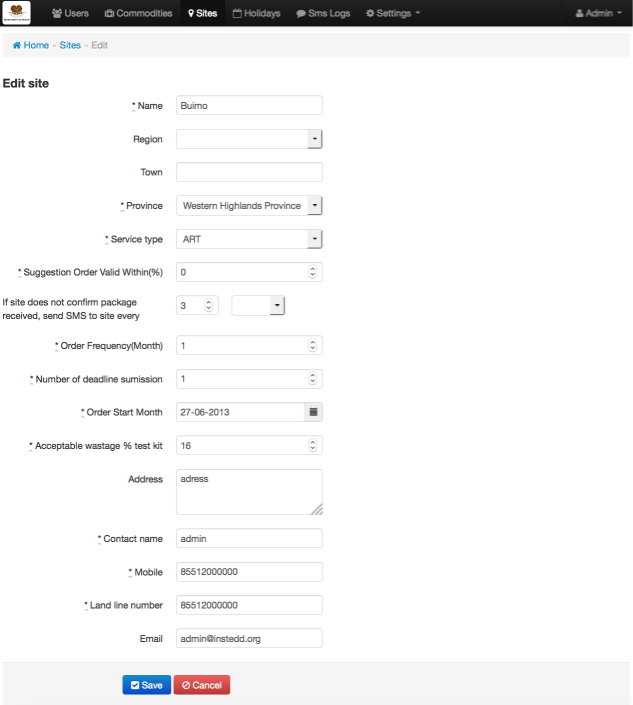 Users Commodities Sites Holidays Sms Logs Settings Admin
Home » Sites » Edit
Edit site
* Name Buimo
Region
Town
* Province Western Highlands Province
* Service type ART
* Suggestion Order Valid Within(%) 0
If site does not confirm package
received, send SMS to site every 3
* Order Frequency(Month) 1
* Number of deadline sumission 1
* Order Start Month 27-06-2013
* Acceptable wastage % test kit 16
Address adress
* Contact name admin
* Mobile 85512000000
* Land line number 85512000000
Email admin@instedd.org
Save Cancel